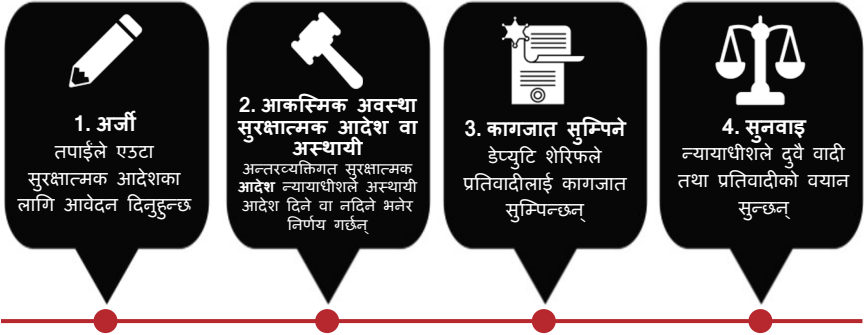 1. अर्जी
तपाईंले एउटा
सुरक्षात्मक आदेशका
लागि आवेदन दिनुहुन्छ
2. आकस्मिक अवस्था
सुरक्षात्मक आदेश वा
अस्थायी
अन्तरव्यक्तिगत सुरक्षात्मक
आदेश न्यायाधीशले अस्थायी
आदेश दिने वा नदिने भनेर
निर्णय गर्छन्
3. कागजात सुम्पिने
डेप्युटि शेरिफले
प्रतिवादीलाई कागजात
सुम्पिन्छन्
4. सुनवाइ
न्यायाधीशले दुवै वादी
तथा प्रतिवादीको वयान
सुन्छन्